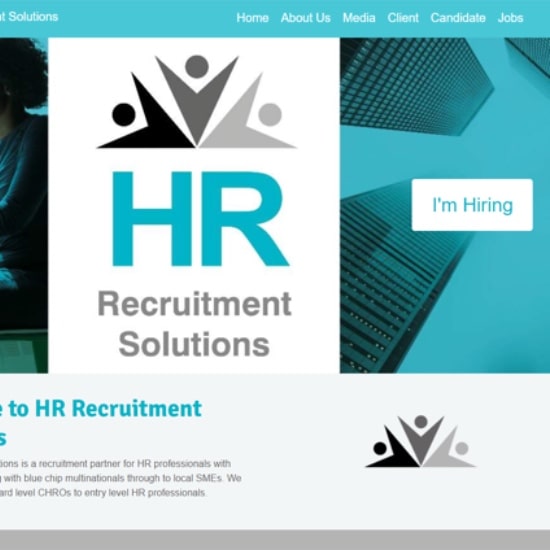 nt Solutions
Home About Us Media Client Candidate Jobs
HR
Recruitment
Solutions
I'm Hiring
to HR Recruitment
tions is a recruitment partner for HR professionals with
with blue chip multinationals through to local SMEs. We
ard level CHROs to entry level HR professionals.